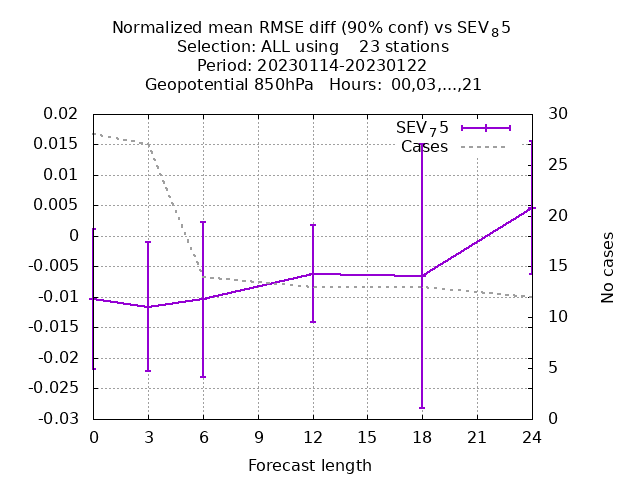 Normalized mean RMSE diff (90% conf) vs SEV₈5
Selection: ALL using    23 stations
Period: 20230114-20230122
Geopotential 850hPa   Hours:  00,03,...,21
SEV₇5
Cases
0.02
0.015
0.01
0.005
0
-0.005
-0.01
-0.015
-0.02
-0.025
-0.03
30
25
20
15
10
5
0
No cases
0 3 6 9 12 15 18 21 24
Forecast length